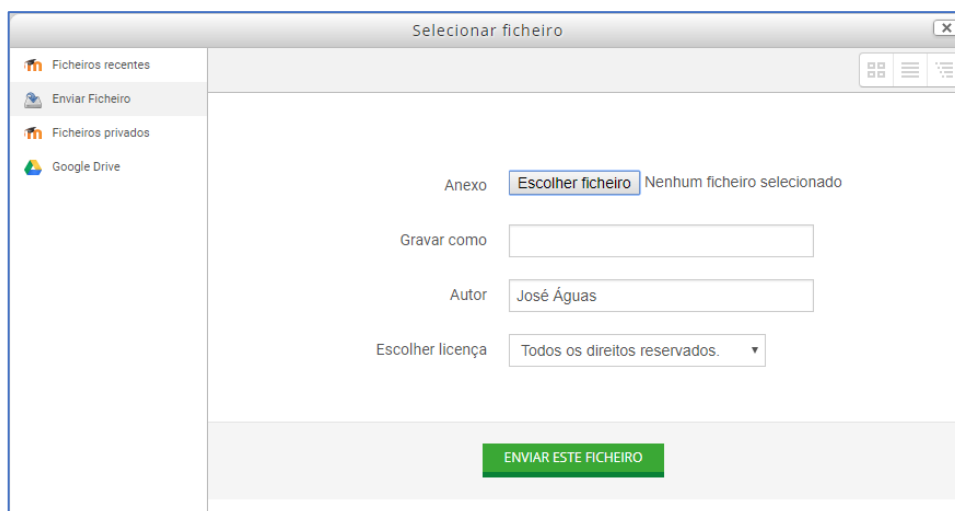 Selecionar ficheiro
Ficheiros recentes
Enviar Ficheiro
Ficheiros privados
Google Drive
Anexo Escolher ficheiro Nenhum ficheiro selecionado
Gravar como
Autor José Águas
Escolher licença Todos os direitos reservados.
ENVIAR ESTE FICHEIRO